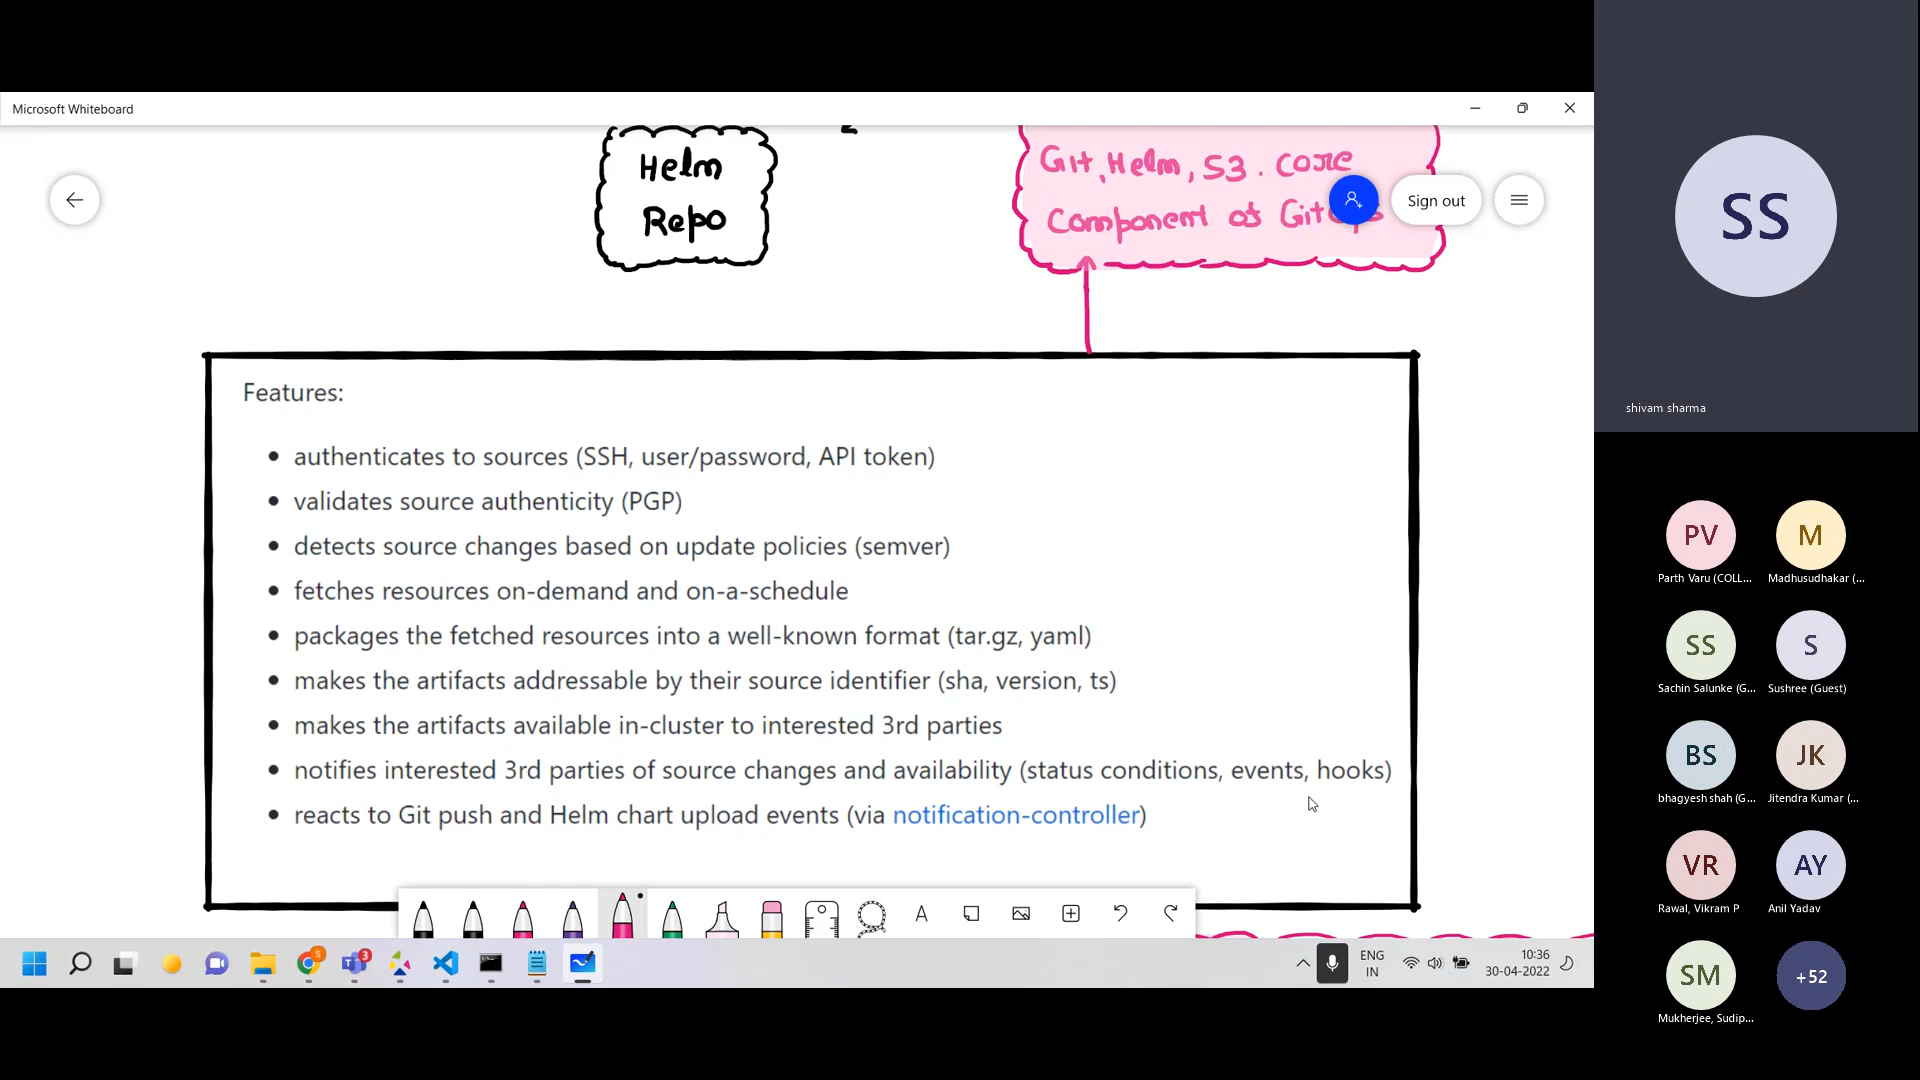 Microsoft Whiteboard
Helm
Repo
Git, Helm, S3. Core
Component of
Sign out
Features:
authenticates to sources (SSH, user/password, API token)
validates source authenticity (PGP)
detects source changes based on update policies (semver)
fetches resources on-demand and on-a-schedule
packages the fetched resources into a well-known format (tar.gz, yaml)
makes the artifacts addressable by their source identifier (sha, version, ts)
makes the artifacts available in-cluster to interested 3rd parties
notifies interested 3rd parties of source changes and availability (status conditions, events, hooks)
reacts to Git push and Helm chart upload events (via notification-controller)
A
8
3
ENG
IN
10:36
30-04-2022
SS
shivam sharma
PV
M
Parth Varu (COLL...
Madhusudhakar (...
SS
S
Sachin Salunke (G...
Sushree (Guest)
BS
JK
bhagyesh shah (G...
Jitendra Kumar (...
VR
AY
Rawal, Vikram P
Anil Yadav
SM
+52
Mukherjee, Sudip...